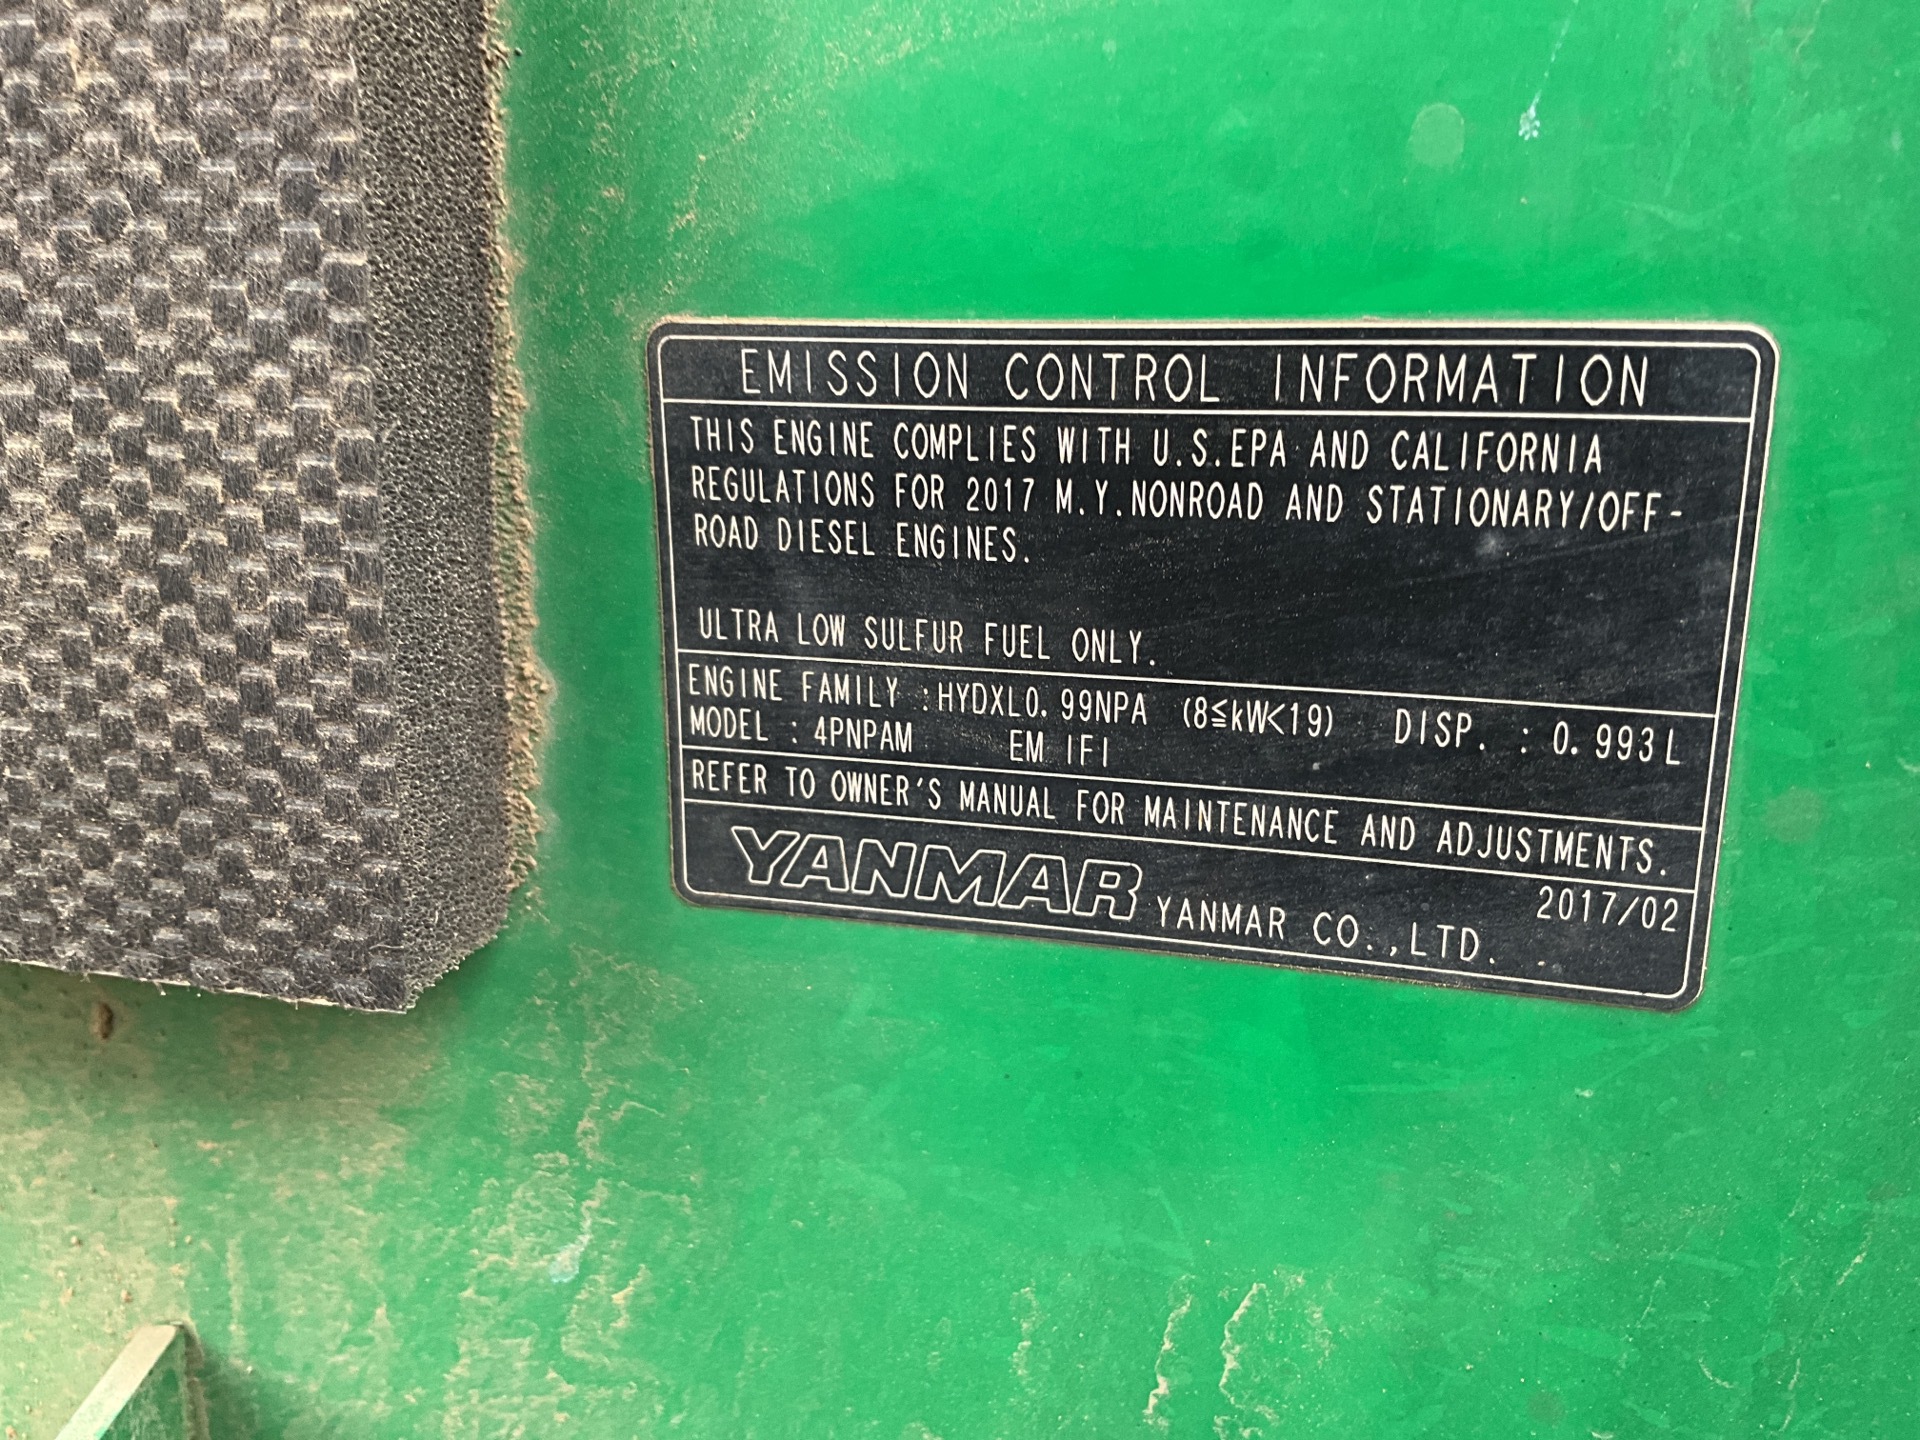 EMISSION CONTROL INFORMATION
THIS ENGINE COMPLIES WITH U.S.EPA AND CALIFORNIA
REGULATIONS FOR 2017 M.Y.NONROAD AND STATIONARY/OFF-
ROAD DIESEL ENGINES.
ULTRA LOW SULFUR FUEL ONLY.
ENGINE FAMILY :HYDXL0.99NPA (8≦kW<19) DISP. : 0.993L
MODEL : 4PNPAM EM IFI
REFER TO OWNER'S MANUAL FOR MAINTENANCE AND ADJUSTMENTS.
2017/02
YANMAR YANMAR CO.,LTD.